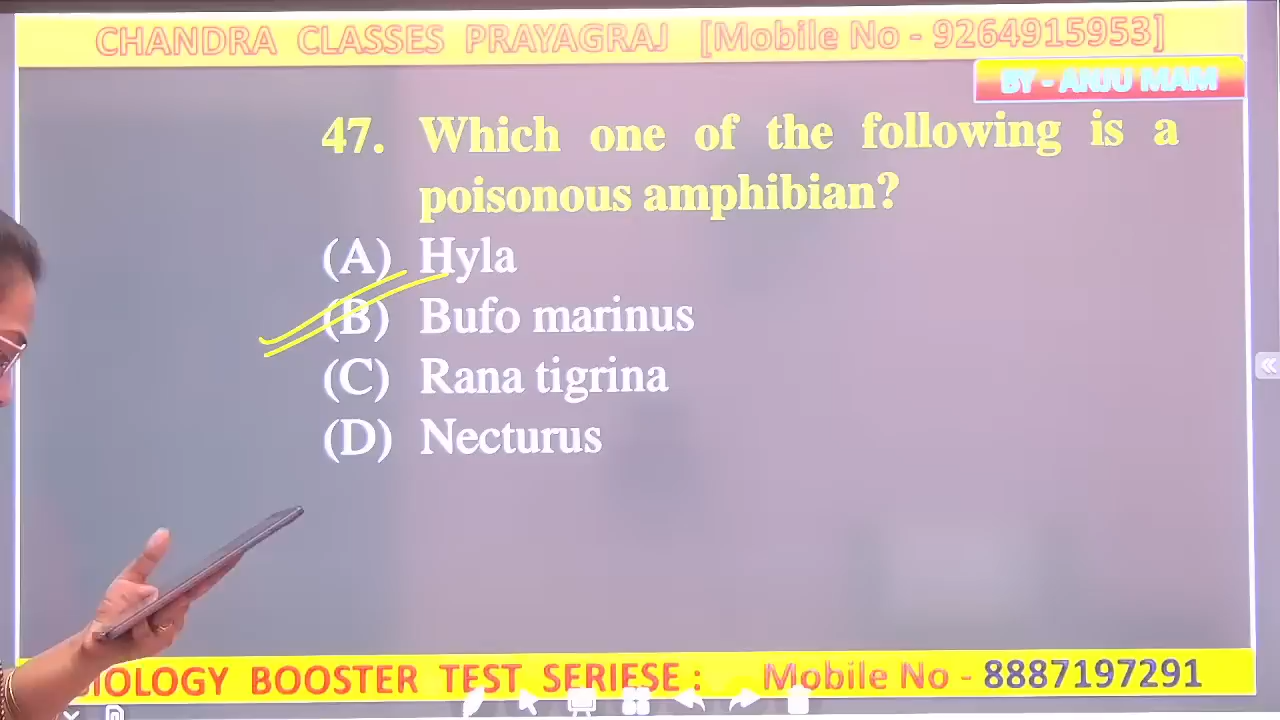 CHANDRA CLASSES PRAYAGRAJ [Mobile No - 9264915953]
BY - ANJU MAM
47. Which one of the following is a
poisonous amphibian?
(A) Hyla
(B) Bufo marinus
(C) Rana tigrina
(D) Necturus
BIOLOGY BOOSTER TEST SERIESE : Mobile No - 8887197291